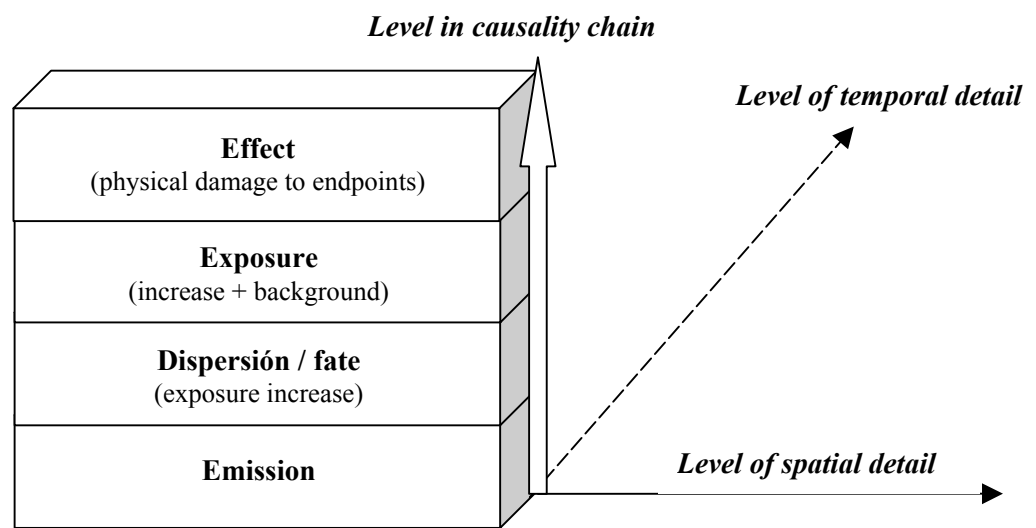 Level in causality chain
Level of temporal detail
Effect
(physical damage to endpoints)
Exposure
(increase + background)
Dispersión / fate
(exposure increase)
Emission
Level of spatial detail